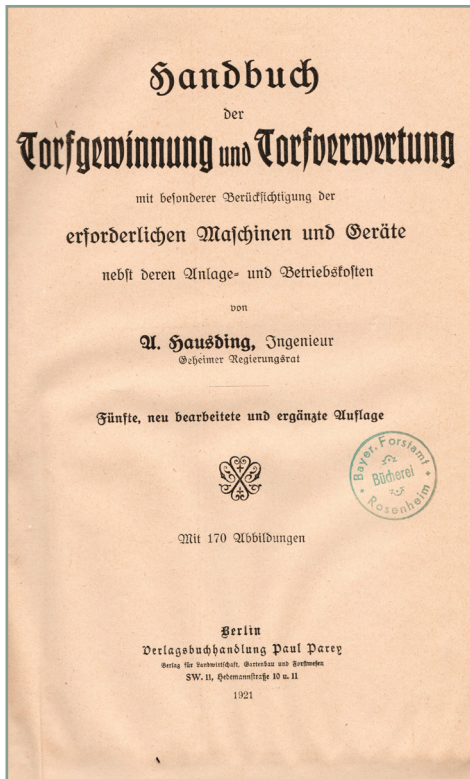 Handbuch
der
Torfgewinnung und Torfverwertung
mit besonderer Berücksichtigung der
erforderlichen Maschinen und Geräte
nebst deren Anlage- und Betriebskosten
von
A. Hausding, Ingenieur
Geheimer Regierungsrat
Fünfte, neu bearbeitete und ergänzte Auflage
Bayer. Forstamt
Bücherei
Rosenheim
Mit 170 Abbildungen
Berlin
Verlagsbuchhandlung Paul Parey
Verlag für Landwirtschaft, Gartenbau und Forstwesen
SW. 11, Hedemannstraße 10 u. 11
1921